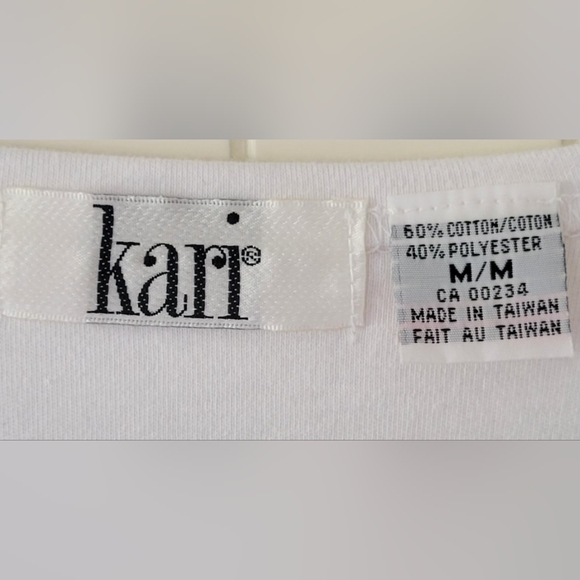 kari®
60% COTTON/COTON
40% POLYESTER
M/M
CA 00234
MADE IN TAIWAN
FAIT AU TAIWAN